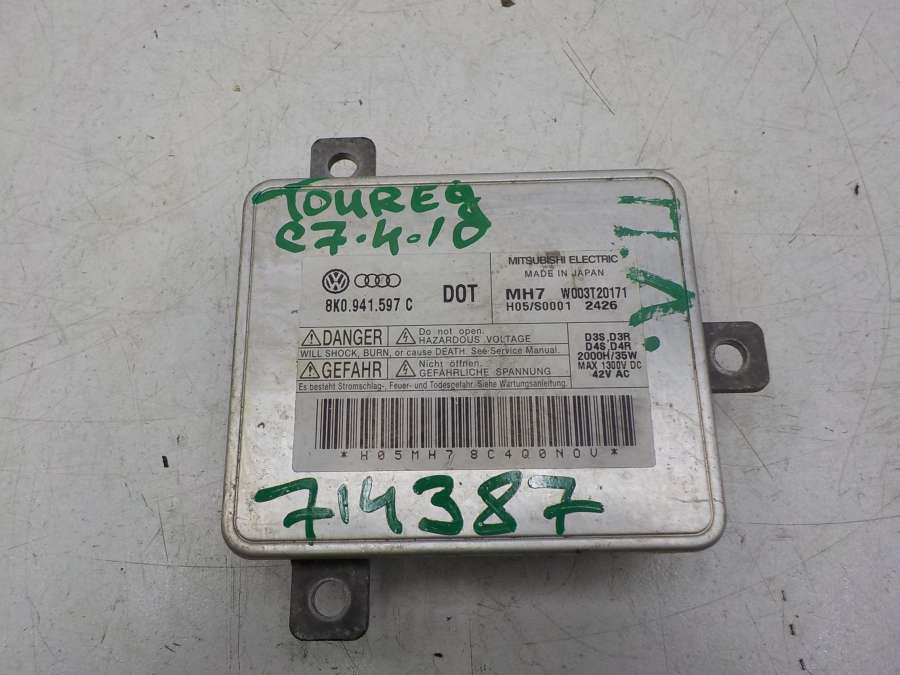 TOUREg
C7.4.10
V.π.
8K0.941.597 C
DOT
MITSUBISHI ELECTRIC
MADE IN JAPAN
MH7 W003T20171
H05/S0001 2426
DANGER
Do not open.
HAZARDOUS VOLTAGE
WILL SHOCK, BURN, or cause DEATH. See Service Manual.
GEFAHR
Nicht öffnen.
GEFÄHRLICHE SPANNUNG
Es besteht Stromschlag-, Feuer- und Todesgefahr. Siehe Wartungsanleitung.
D3S,D3R
D4S,D4R
2000H/35W
MAX 1300V DC
42V AC
*H05MH78C4Q0N0U*
714387